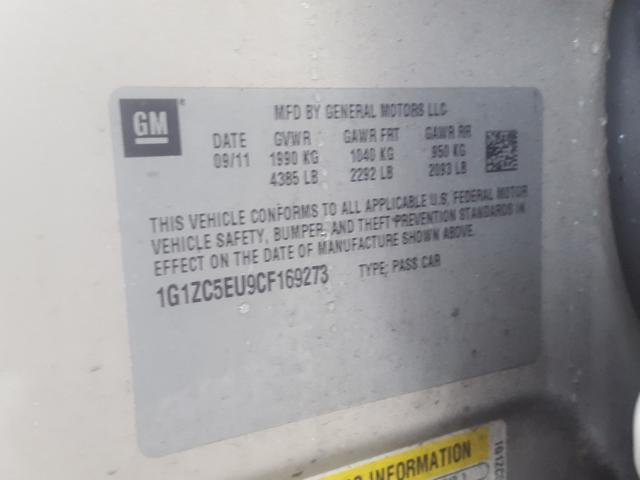 GM
MFD BY GENERAL MOTORS LLC
DATE GVWR GAWR FRT GAWR RR
09/11 1990 KG 1040 KG 950 KG
4385 LB 2292 LB 2093 LB
THIS VEHICLE CONFORMS TO ALL APPLICABLE U.S. FEDERAL MOTOR
VEHICLE SAFETY, BUMPER, AND THEFT PREVENTION STANDARDS IN
EFFECT ON THE DATE OF MANUFACTURE SHOWN ABOVE.
1G1ZC5EU9CF169273 TYPE: PASS CAR
INFORMATION
1G1ZC